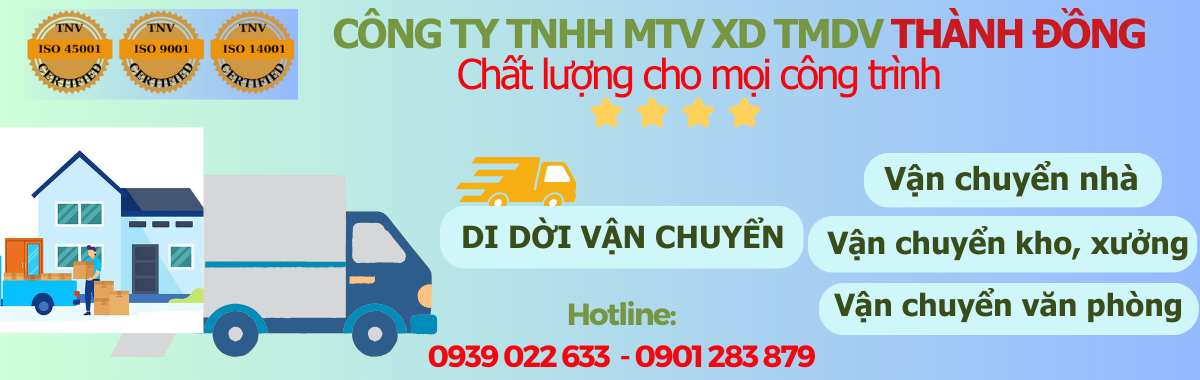 TNV
ISO 45001
CERTIFIED
TNV
ISO 9001
CERTIFIED
TNV
ISO 14001
CERTIFIED
CÔNG TY TNHH MTV XD TMDV THÀNH ĐỒNG
Chất lượng cho mọi công trình
DI DỜI VẬN CHUYỂN
Vận chuyển nhà
Vận chuyển kho, xưởng
Vận chuyển văn phòng
Hotline:
0939 022 633 - 0901 283 879